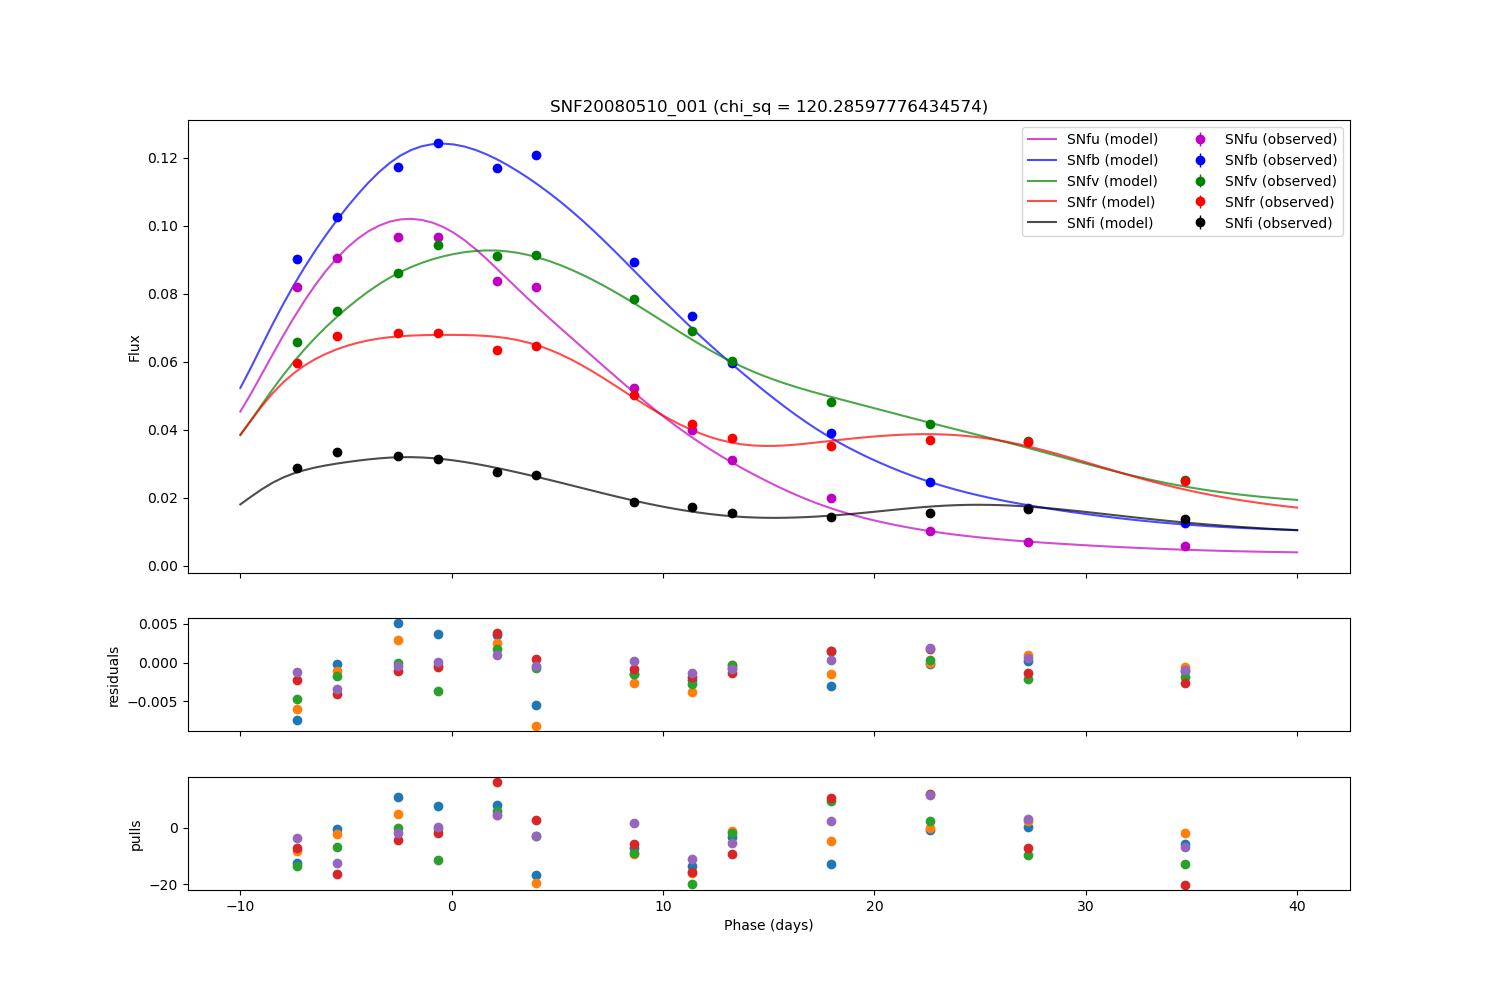 SNF20080510_001 (chi_sq = 120.28597776434574)
SNfu (model)
SNfb (model)
SNfv (model)
SNfr (model)
SNfi (model)
SNfu (observed)
SNfb (observed)
SNfv (observed)
SNfr (observed)
SNfi (observed)
Flux
0.12
0.10
0.08
0.06
0.04
0.02
0.00
residuals
0.005
0.000
−0.005
pulls
0
−20
−10
0
10
20
30
40
Phase (days)